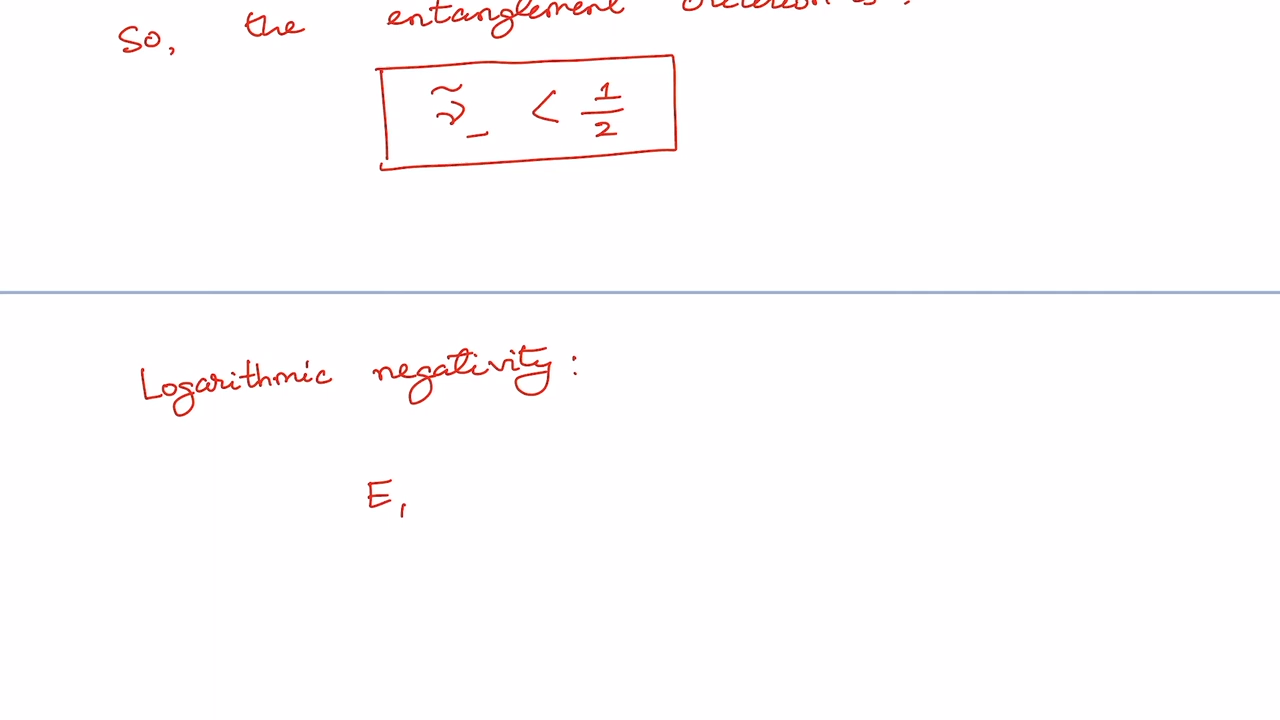 So, the entanglement
ν̃₋ < 1/2
Logarithmic negativity :
E